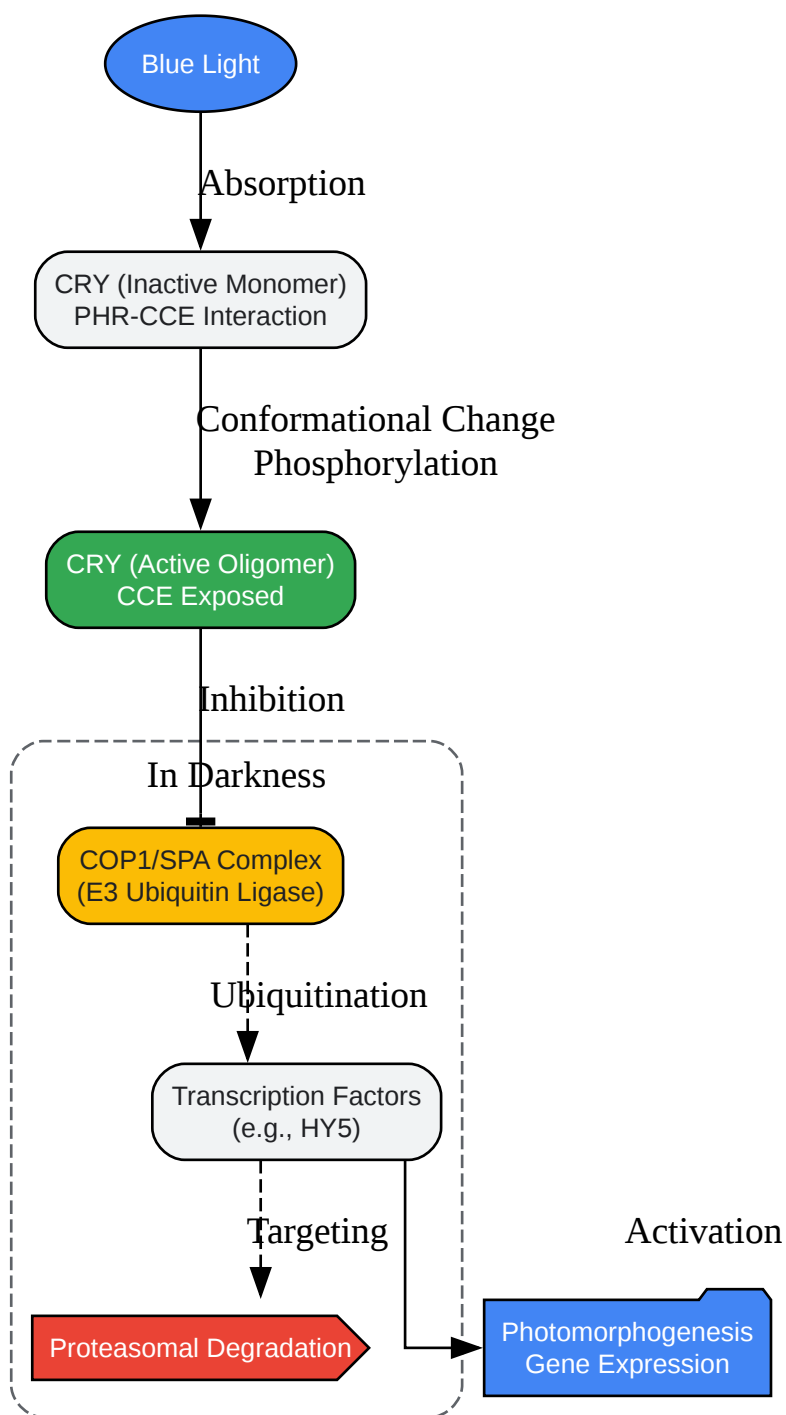 Blue Light
Absorption
CRY (Inactive Monomer)
PHR-CCE Interaction
Conformational Change
Phosphorylation
CRY (Active Oligomer)
CCE Exposed
Inhibition
In Darkness
COP1/SPA Complex
(E3 Ubiquitin Ligase)
Ubiquitination
Transcription Factors
(e.g., HY5)
Targeting
Activation
Proteasomal Degradation
Photomorphogenesis
Gene Expression